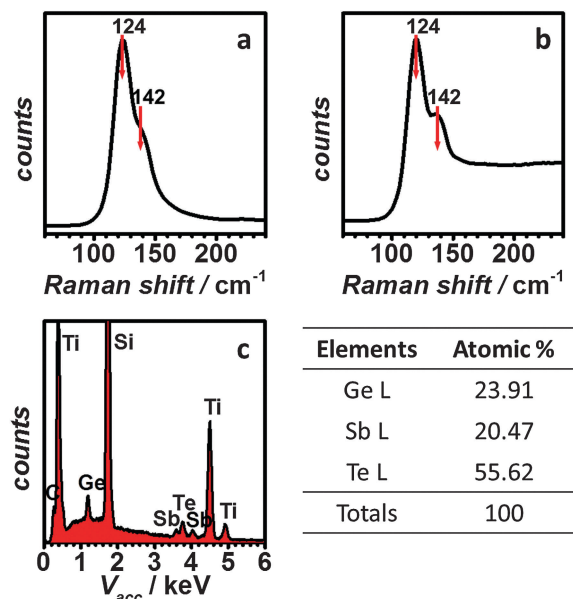 124
a
142
counts
100 150 200
Raman shift / cm-1
124
b
142
counts
100 150 200
Raman shift / cm-1
Ti
Si
c
Ti
C
Ge
Sb
Te
Sb
Ti
counts
0 1 2 3 4 5 6
Vacc / keV
Elements Atomic %
Ge L 23.91
Sb L 20.47
Te L 55.62
Totals 100